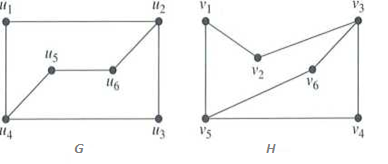 u₁ u₂ v₁ v₃
u₅ v₂ v₆
u₆
u₄ u₃ v₅ v₄
G H